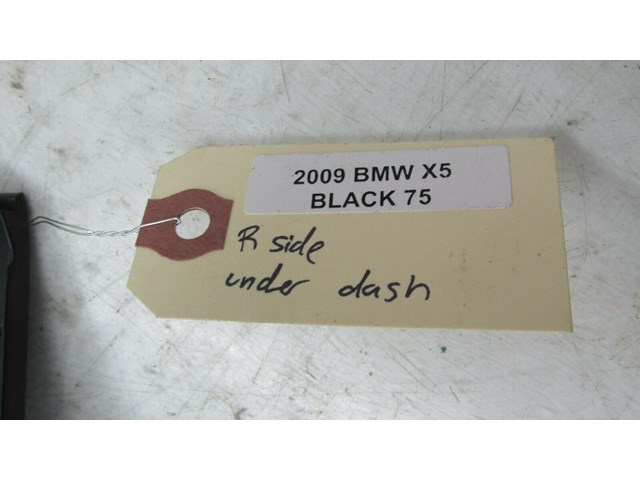 2009 BMW X5
BLACK 75
R side
under dash